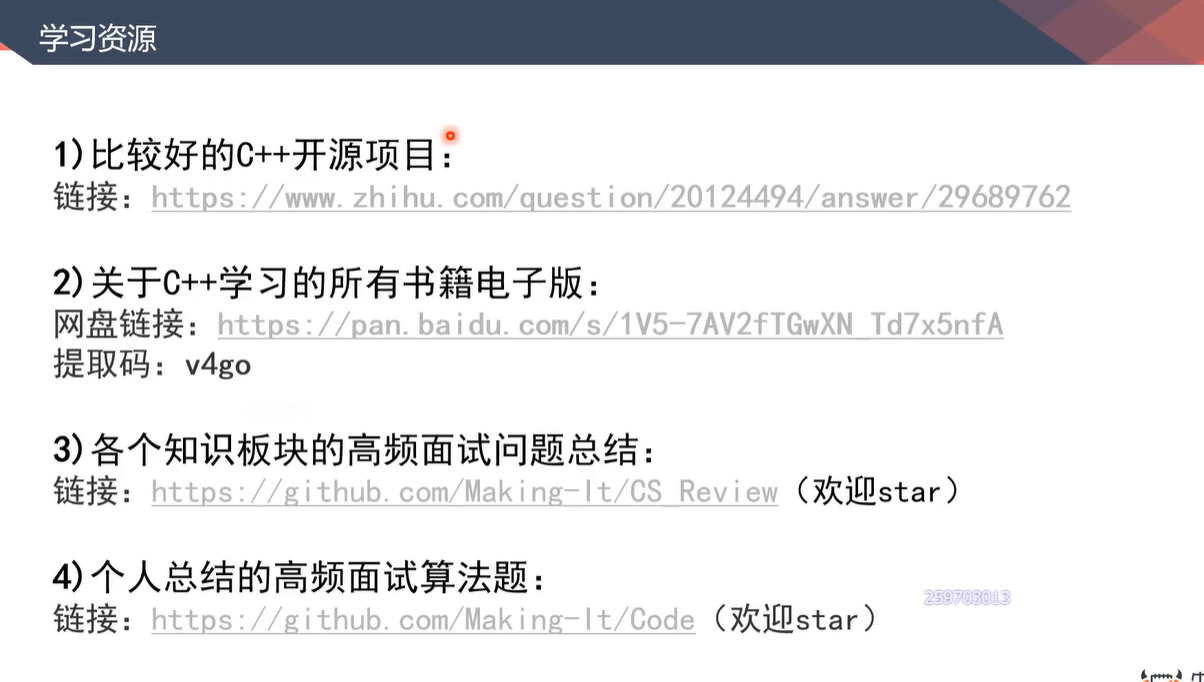 学习资源
1)比较好的C++开源项目：
链接：https://www.zhihu.com/question/20124494/answer/29689762
2)关于C++学习的所有书籍电子版：
网盘链接：https://pan.baidu.com/s/1V5-7AV2fTGwXN_Td7x5nfA
提取码：v4go
3)各个知识板块的高频面试问题总结：
链接：https://github.com/Making-It/CS_Review（欢迎star）
4)个人总结的高频面试算法题：
259703013
链接：https://github.com/Making-It/Code（欢迎star）